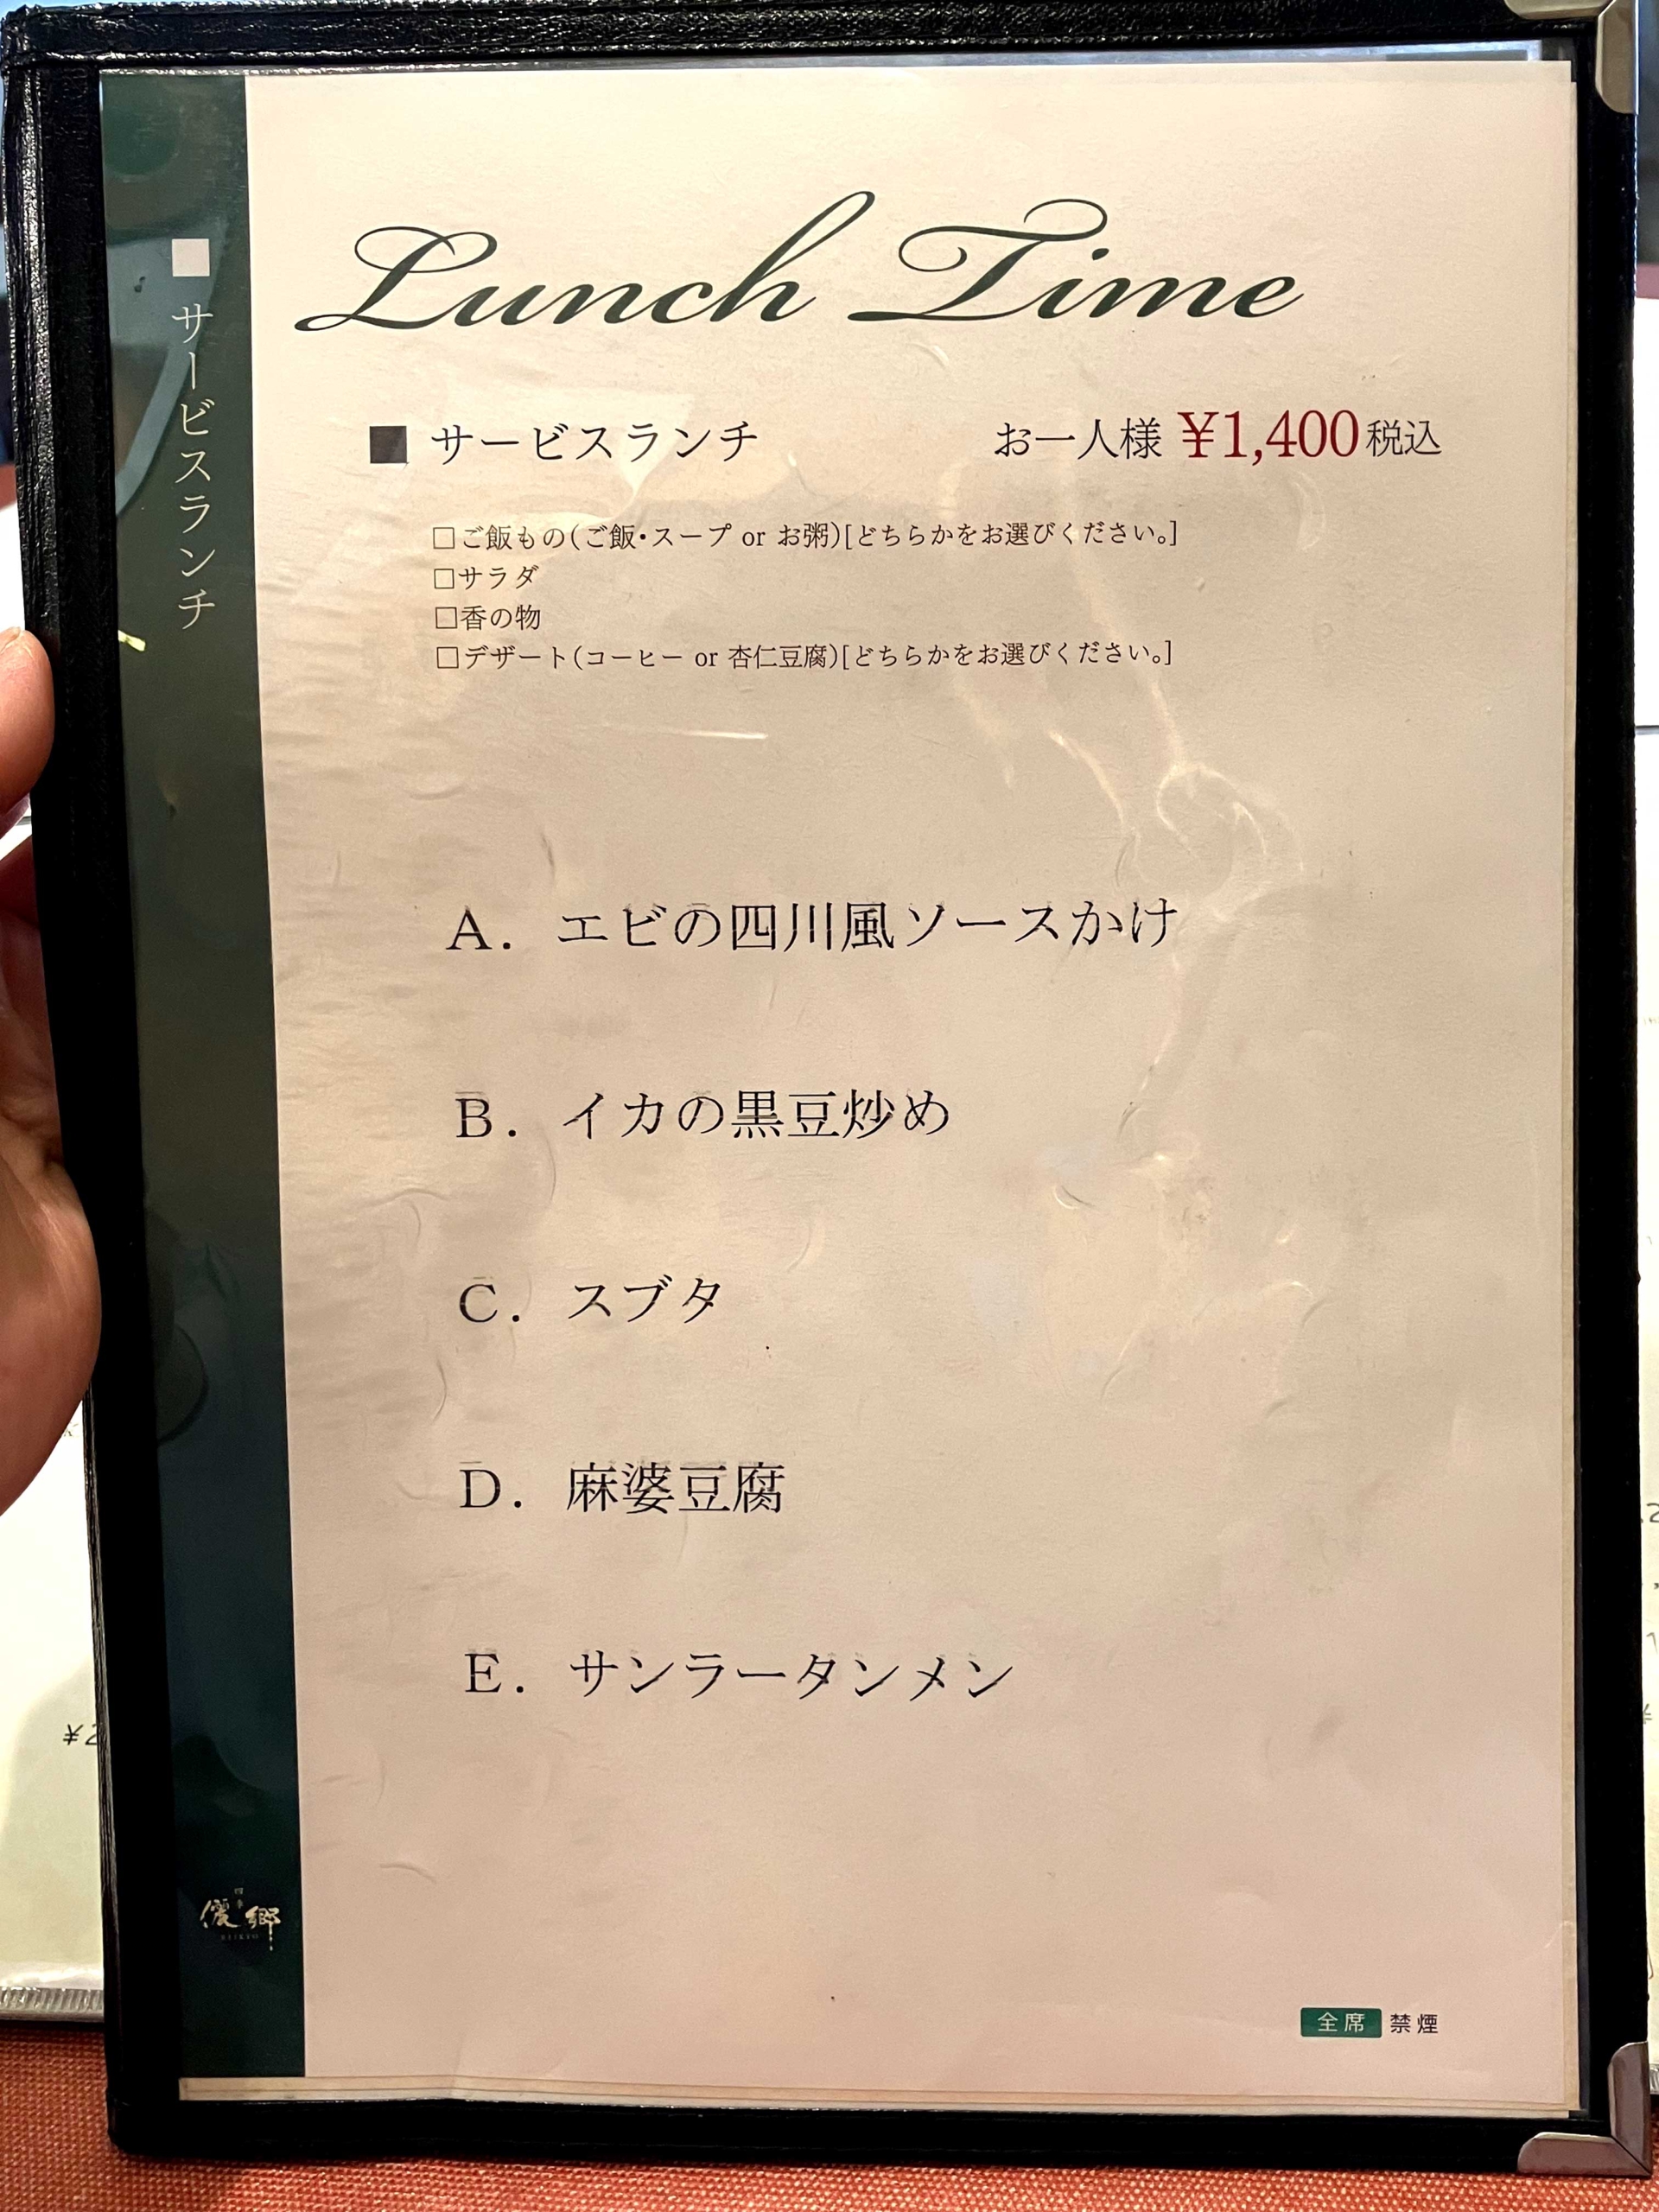 Lunch Time
■ サービスランチ
■ サービスランチ お一人様 ¥1,400税込
□ご飯もの(ご飯・スープ or お粥)[どちらかをお選びください。]
□サラダ
□香の物
□デザート(コーヒー or 杏仁豆腐)[どちらかをお選びください。]
A. エビの四川風ソースかけ
B. イカの黒豆炒め
C. スブタ
D. 麻婆豆腐
E. サンラータンメン
全席 禁煙